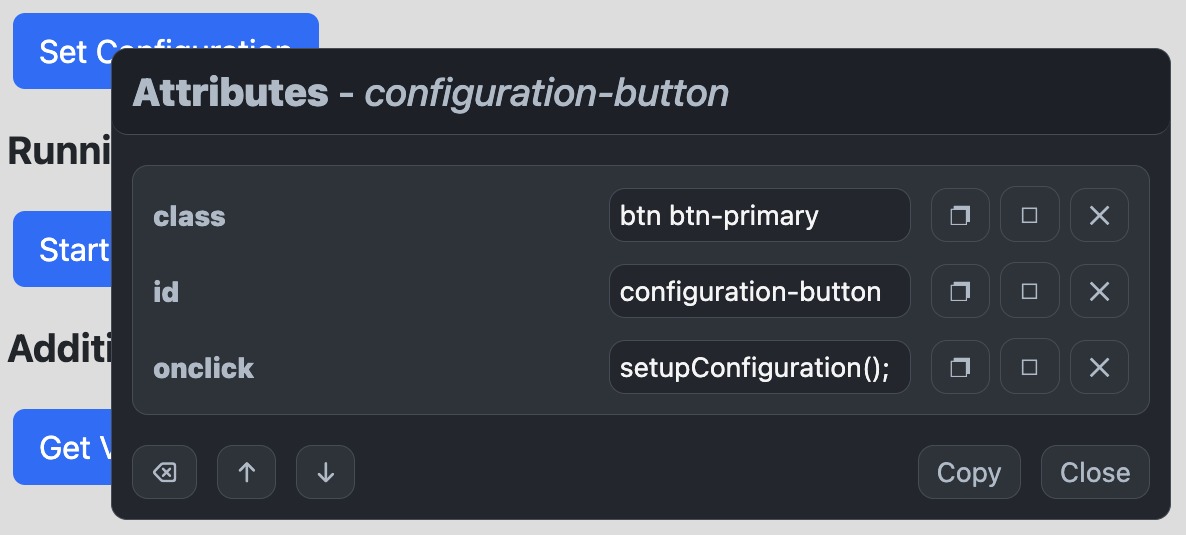 Set Configuration
Attributes - configuration-button
Runni
class
btn btn-primary
Start
id
configuration-button
Additi
onclick
setupConfiguration();
Get
Copy
Close